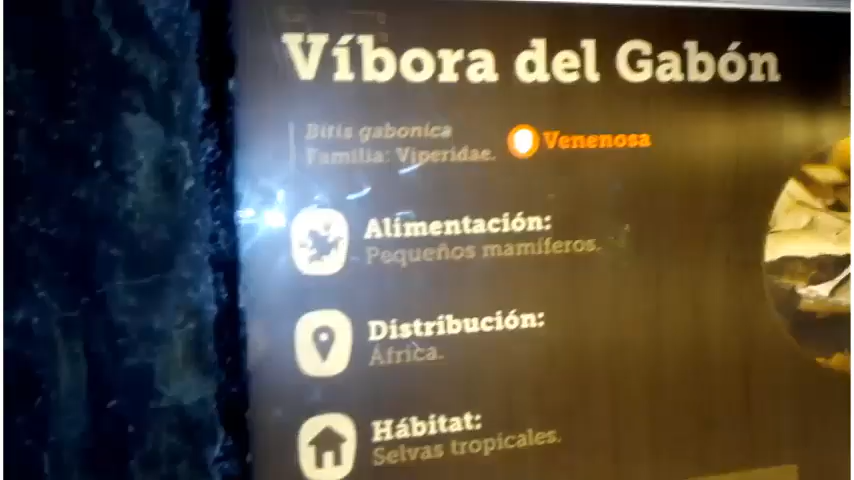 Víbora del Gabón
Bitis gabonica
Familia: Viperidae.
Venenosa
Alimentación:
Pequeños mamíferos.
Distribución:
África.
Hábitat:
Selvas tropicales.